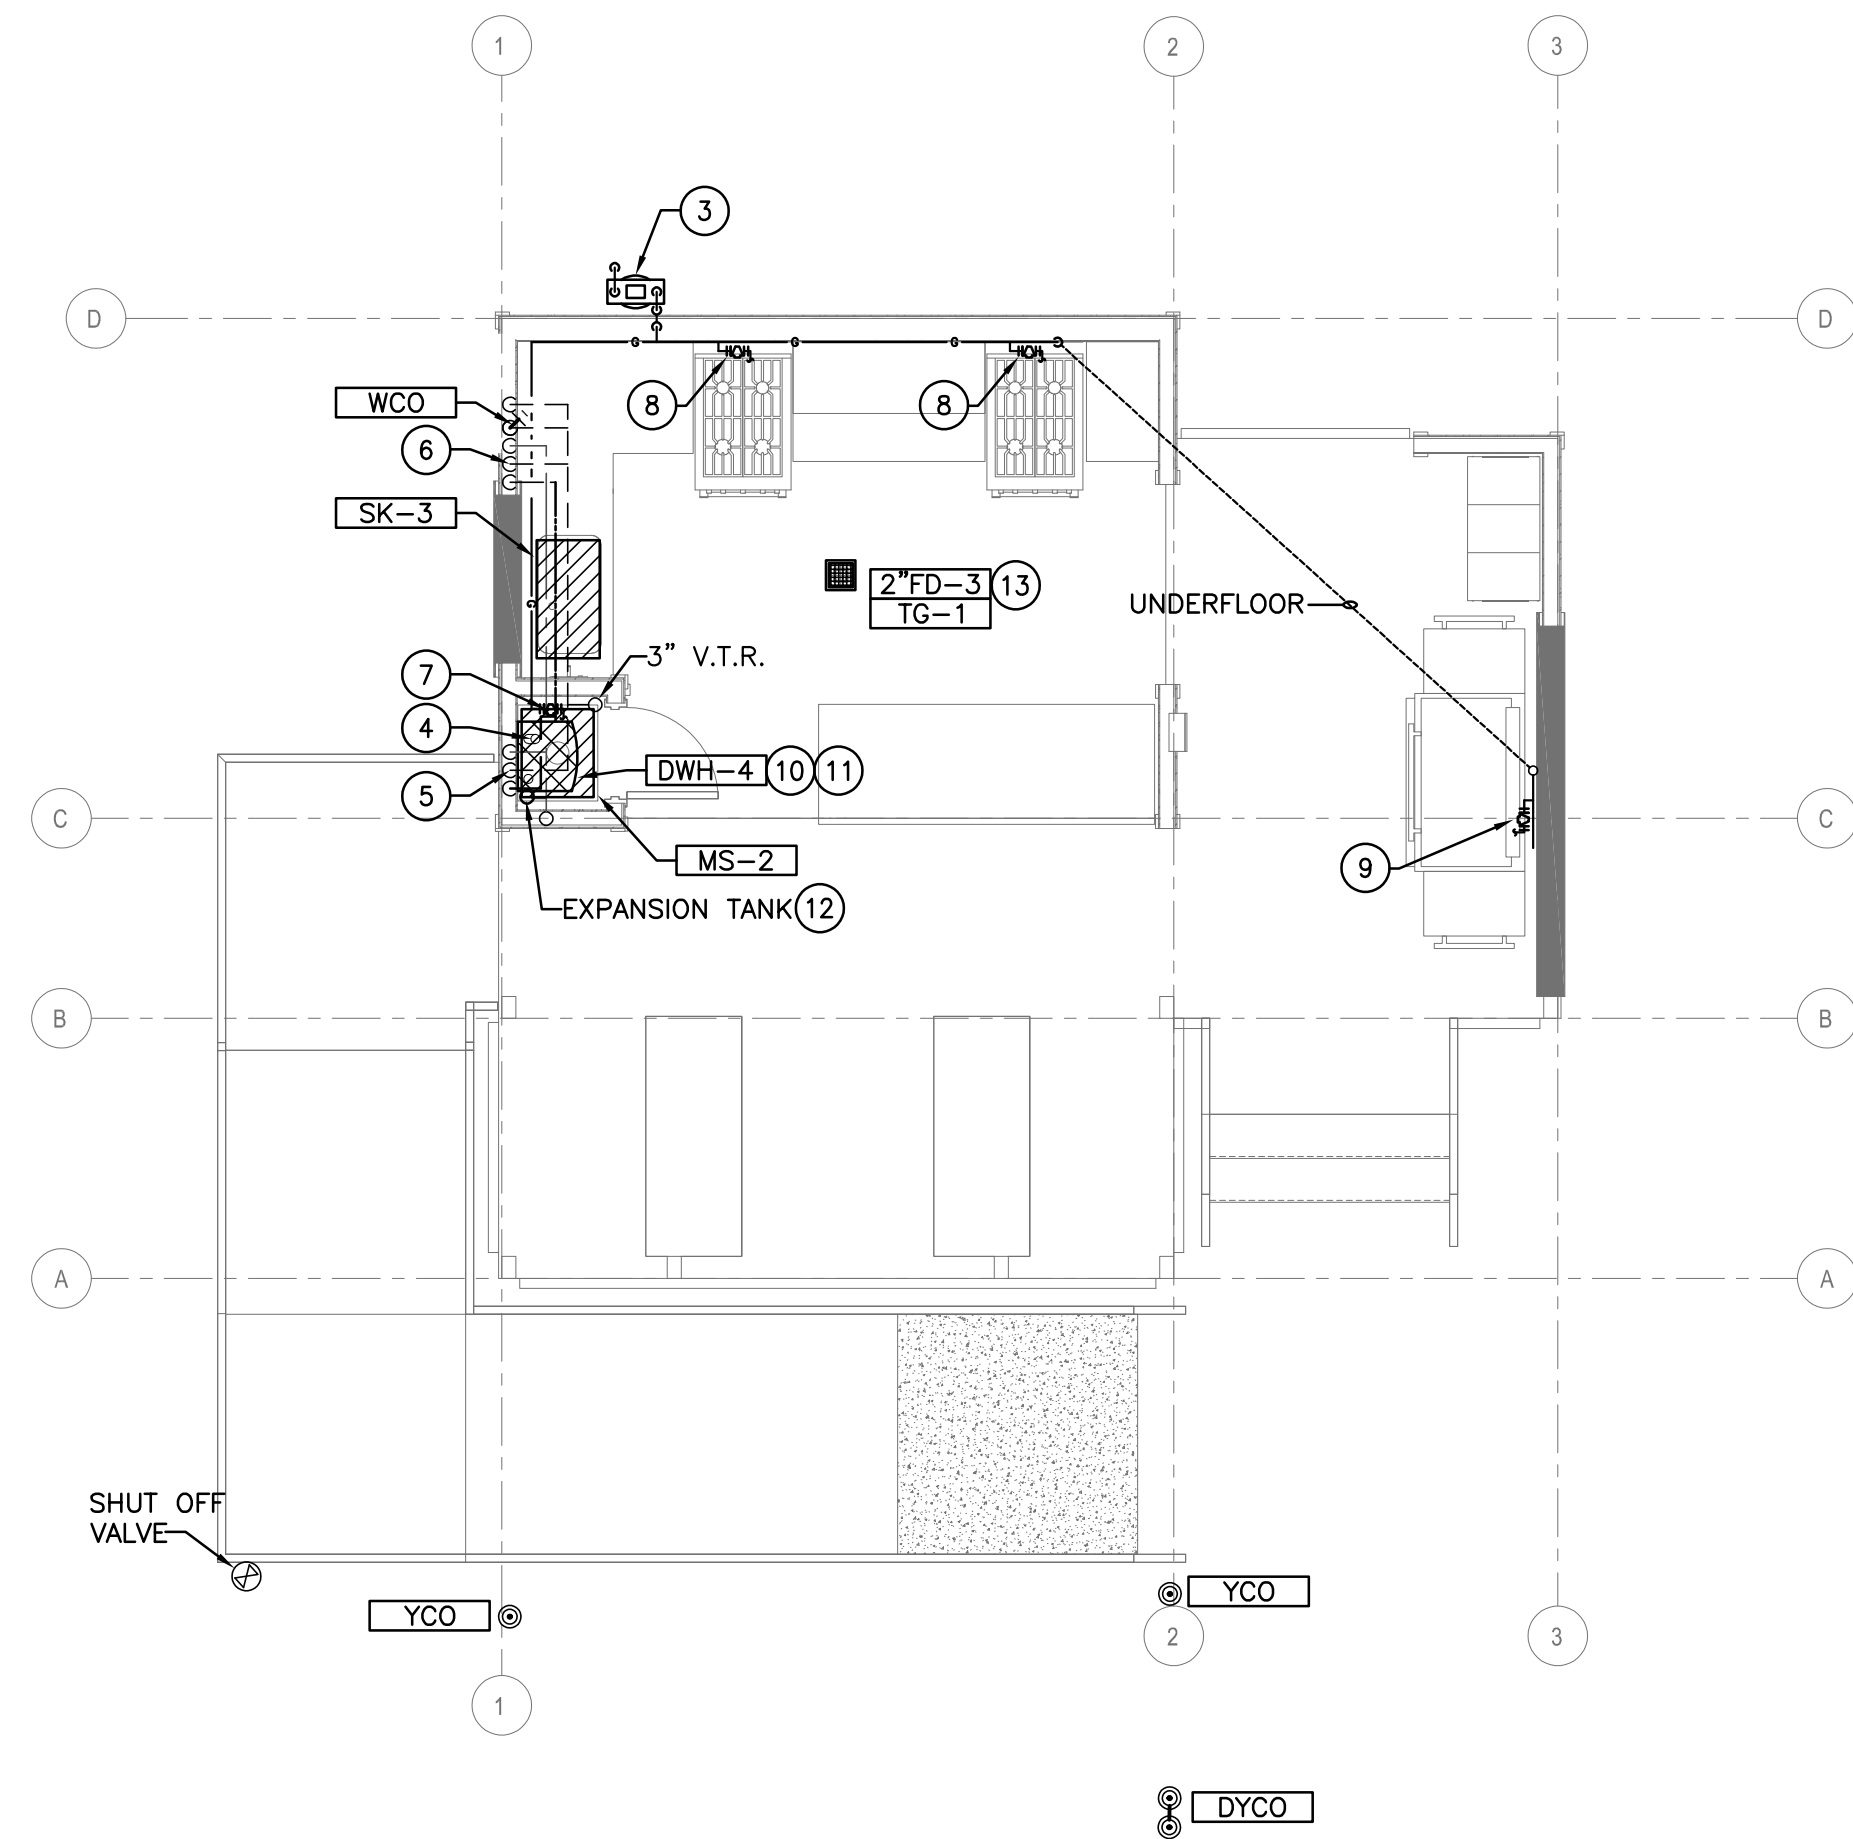 1
2
3
3
D
D
G
G
G
8
8
WCO
6
SK-3
2"FD-3
13
TG-1
G
UNDERFLOOR
3" V.T.R.
7
4
DWH-4
10
11
5
C
C
MS-2
9
EXPANSION TANK
12
B
B
A
A
SHUT OFF
VALVE
YCO
YCO
2
3
1
DYCO